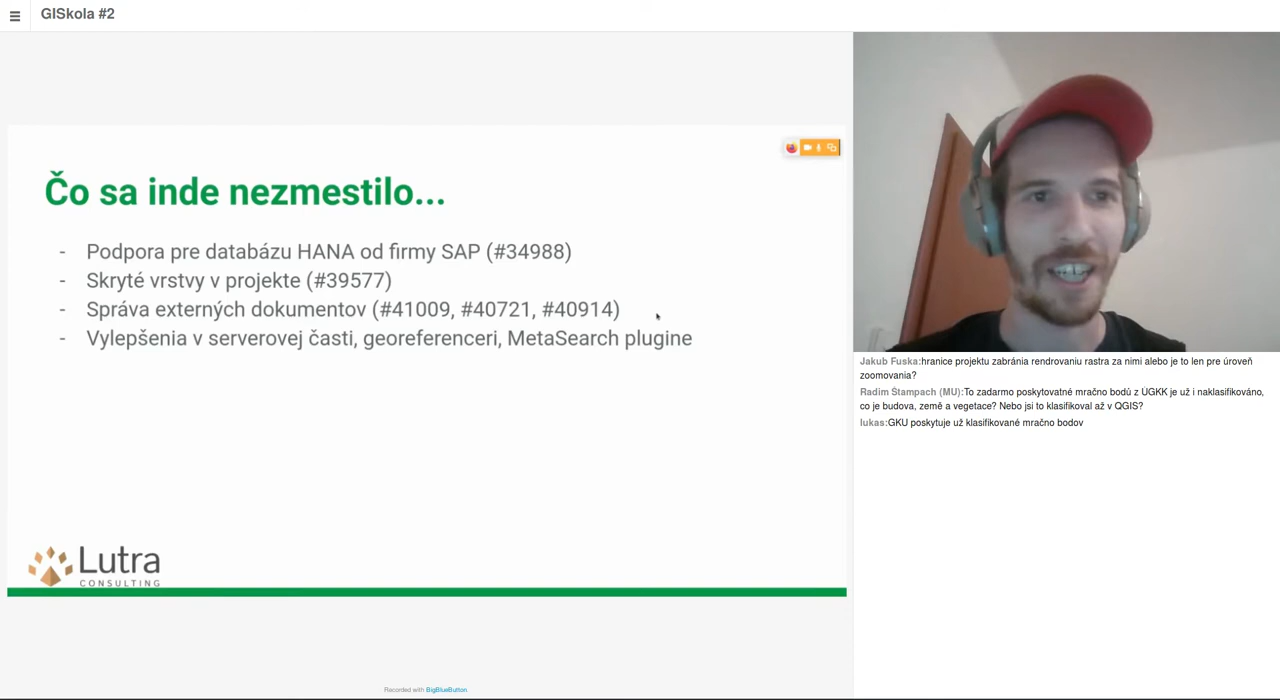 GISkola #2
Čo sa inde nezmestilo...
- Podpora pre databázu HANA od firmy SAP (#34988)
- Skryté vrstvy v projekte (#39577)
- Správa externých dokumentov (#41009, #40721, #40914)
- Vylepšenia v serverovej časti, georeferenceri, MetaSearch plugine
Lutra
CONSULTING
Jakub Fuska:hranice projektu zabránia rendrovaniu rastra za nimi alebo je to len pre úroveň
zoomovania?
Radim Štampach (MU):To zadarmo poskytovatné mračno bodů z ÚGKK je už i naklasifikováno,
co je budova, země a vegetace? Nebo jsi to klasifikoval až v QGIS?
lukas:GKU poskytuje už klasifikované mračno bodov
Recorded with BigBlueButton